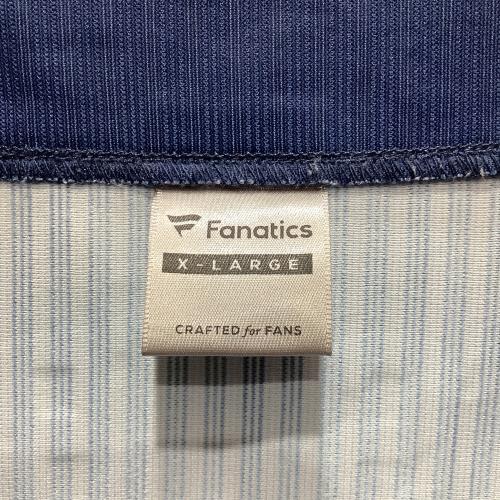 Fanatics
X-LARGE
CRAFTED for FANS